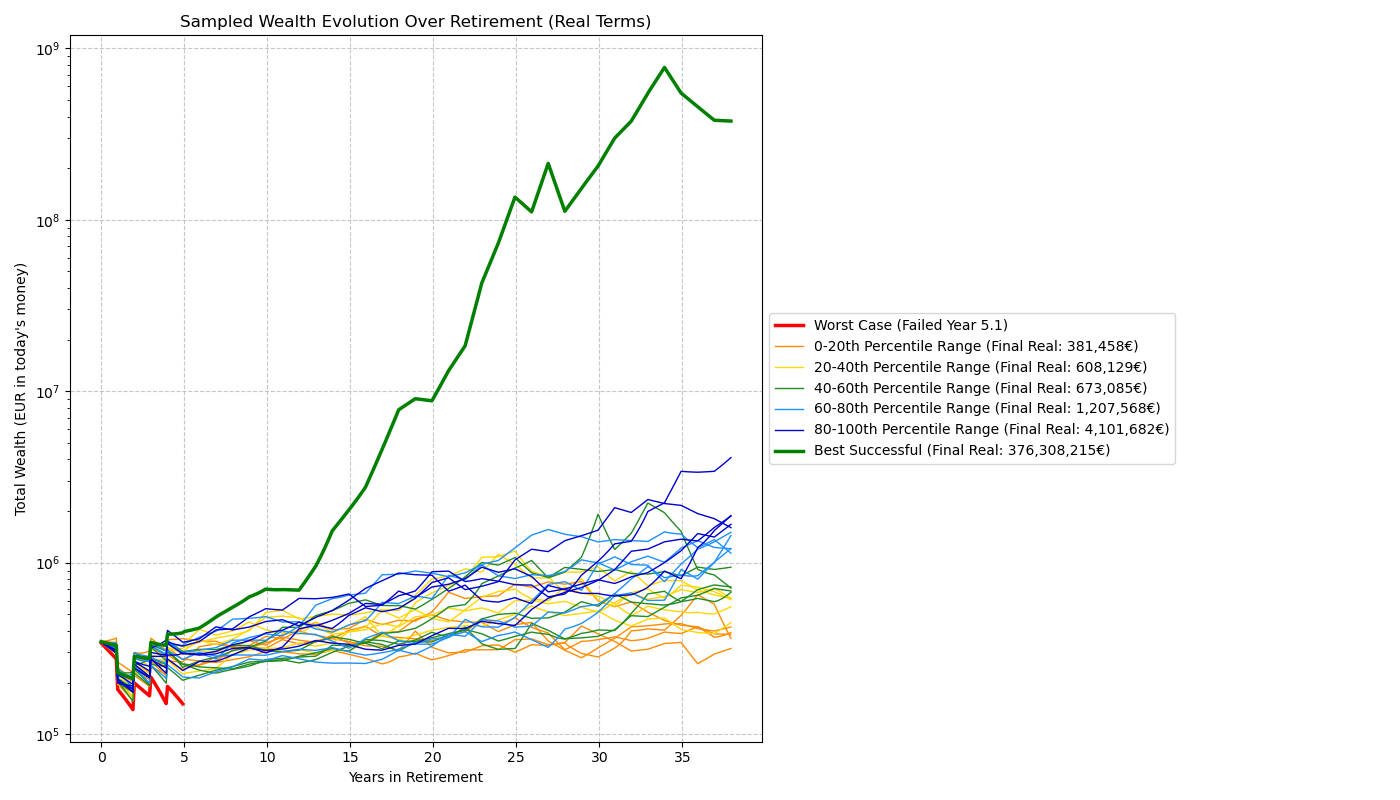 Sampled Wealth Evolution Over Retirement (Real Terms)
Total Wealth (EUR in today's money)
10⁹
10⁸
10⁷
10⁶
10⁵
0 5 10 15 20 25 30 35
Years in Retirement
Worst Case (Failed Year 5.1)
0-20th Percentile Range (Final Real: 381,458€)
20-40th Percentile Range (Final Real: 608,129€)
40-60th Percentile Range (Final Real: 673,085€)
60-80th Percentile Range (Final Real: 1,207,568€)
80-100th Percentile Range (Final Real: 4,101,682€)
Best Successful (Final Real: 376,308,215€)